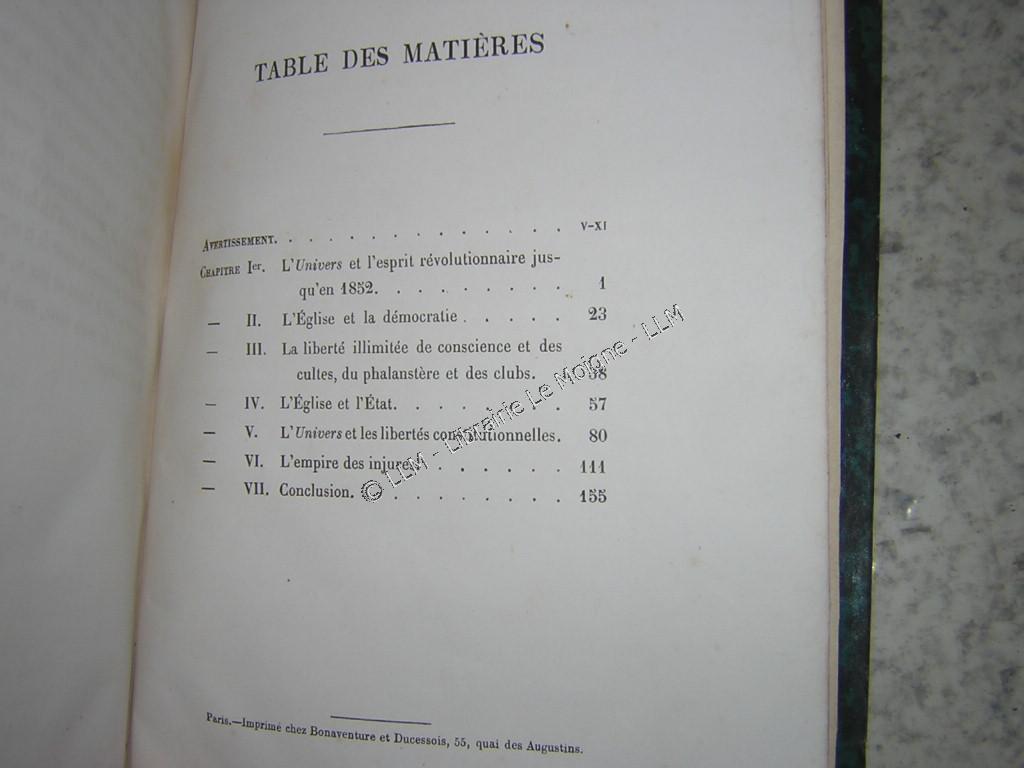 TABLE DES MATIÈRES
AVERTISSEMENT. . . . . . . . . . . . . . V-XI
CHAPITRE Ier. L'Univers et l'esprit révolutionnaire jus-
qu'en 1852. . . . . . . . . 1
— II. L'Église et la démocratie . . . . . 23
— III. La liberté illimitée de conscience et des
cultes, du phalanstère et des clubs. . 38
— IV. L'Église et l'État. . . . . . . . 57
— V. L'Univers et les libertés constitutionnelles. 80
— VI. L'empire des injures. . . . . . . 111
— VII. Conclusion. . . . . . . . . . 155
© LLM - Librairie Le Moigne - LLM
Paris.—Imprimé chez Bonaventure et Ducessois, 55, quai des Augustins.